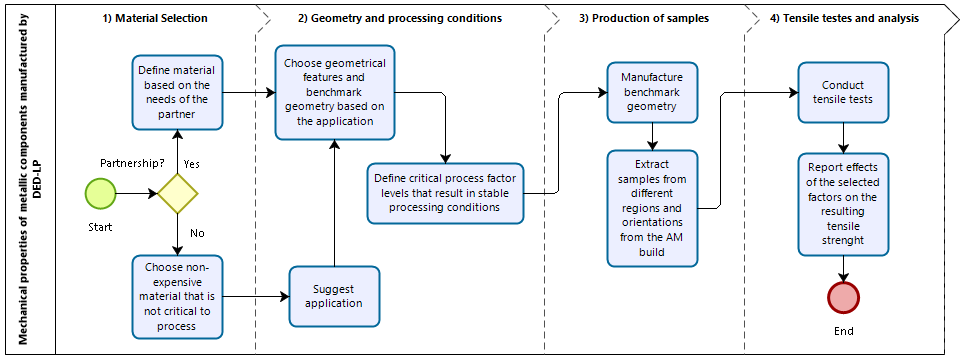 Mechanical properties of metallic components manufactured by
DED-LP
1) Material Selection
2) Geometry and processing conditions
3) Production of samples
4) Tensile testes and analysis
Define material
based on the
needs of the
partner
Partnership?
Yes
Start
No
Choose non-
expensive
material that is
not critical to
process
Choose geometrical
features and
benchmark
geometry based on
the application
Define critical process factor
levels that result in stable
processing conditions
Suggest
application
Manufacture
benchmark
geometry
Extract
samples from
different
regions and
orientations
from the AM
build
Conduct
tensile tests
Report effects
of the selected
factors on the
resulting
tensile
strenght
End